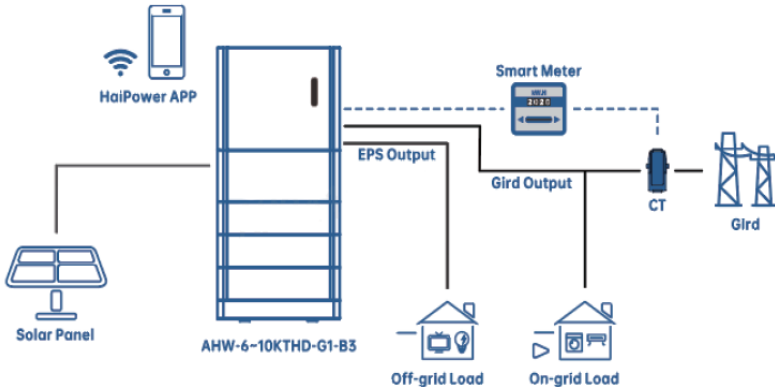 HaiPower APP
Smart Meter
2020
EPS Output
Gird Output
CT
Gird
Solar Panel
AHW-6~10KTHD-G1-B3
Off-grid Load
On-grid Load